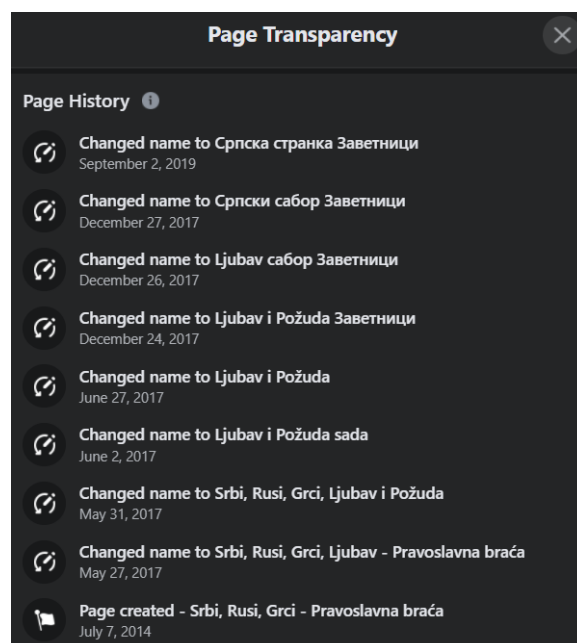 Page Transparency
Page History
Changed name to Српска странка Заветници
September 2, 2019
Changed name to Српски сабор Заветници
December 27, 2017
Changed name to Ljubav сабор Заветници
December 26, 2017
Changed name to Ljubav i Požuda Заветници
December 24, 2017
Changed name to Ljubav i Požuda
June 27, 2017
Changed name to Ljubav i Požuda sada
June 2, 2017
Changed name to Srbi, Rusi, Grci, Ljubav i Požuda
May 31, 2017
Changed name to Srbi, Rusi, Grci, Ljubav - Pravoslavna braća
May 27, 2017
Page created - Srbi, Rusi, Grci - Pravoslavna braća
July 7, 2014